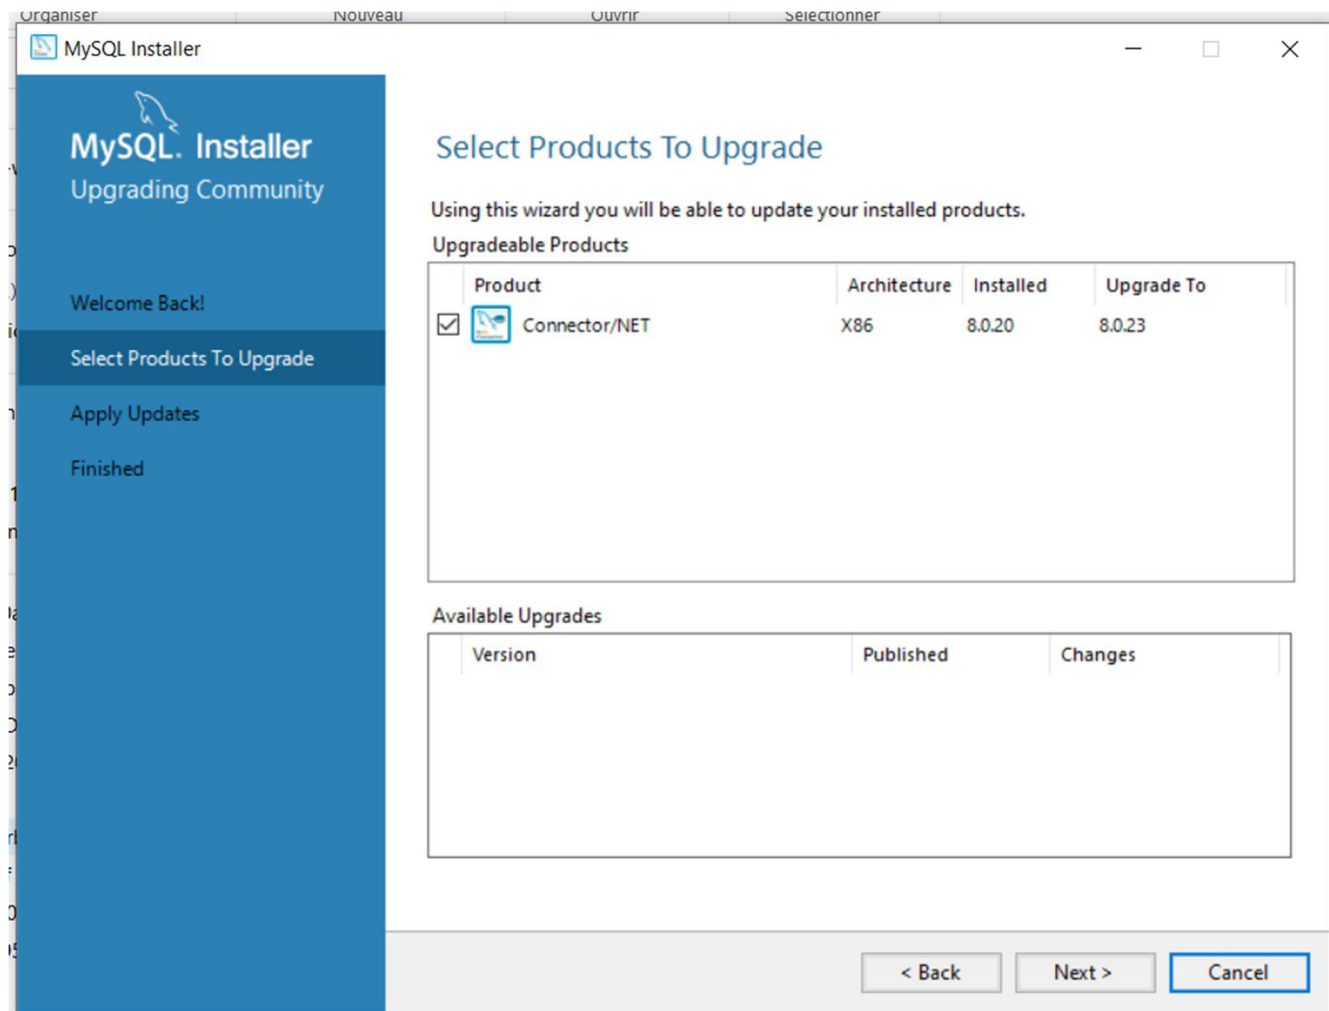 Organiser Nouveau Ouvrir Sélectionner
MySQL Installer
MySQL. Installer
Upgrading Community
Welcome Back!
Select Products To Upgrade
Apply Updates
Finished
Select Products To Upgrade
Using this wizard you will be able to update your installed products.
Upgradeable Products
Product Architecture Installed Upgrade To
Connector/NET X86 8.0.20 8.0.23
Available Upgrades
Version Published Changes
< Back Next > Cancel